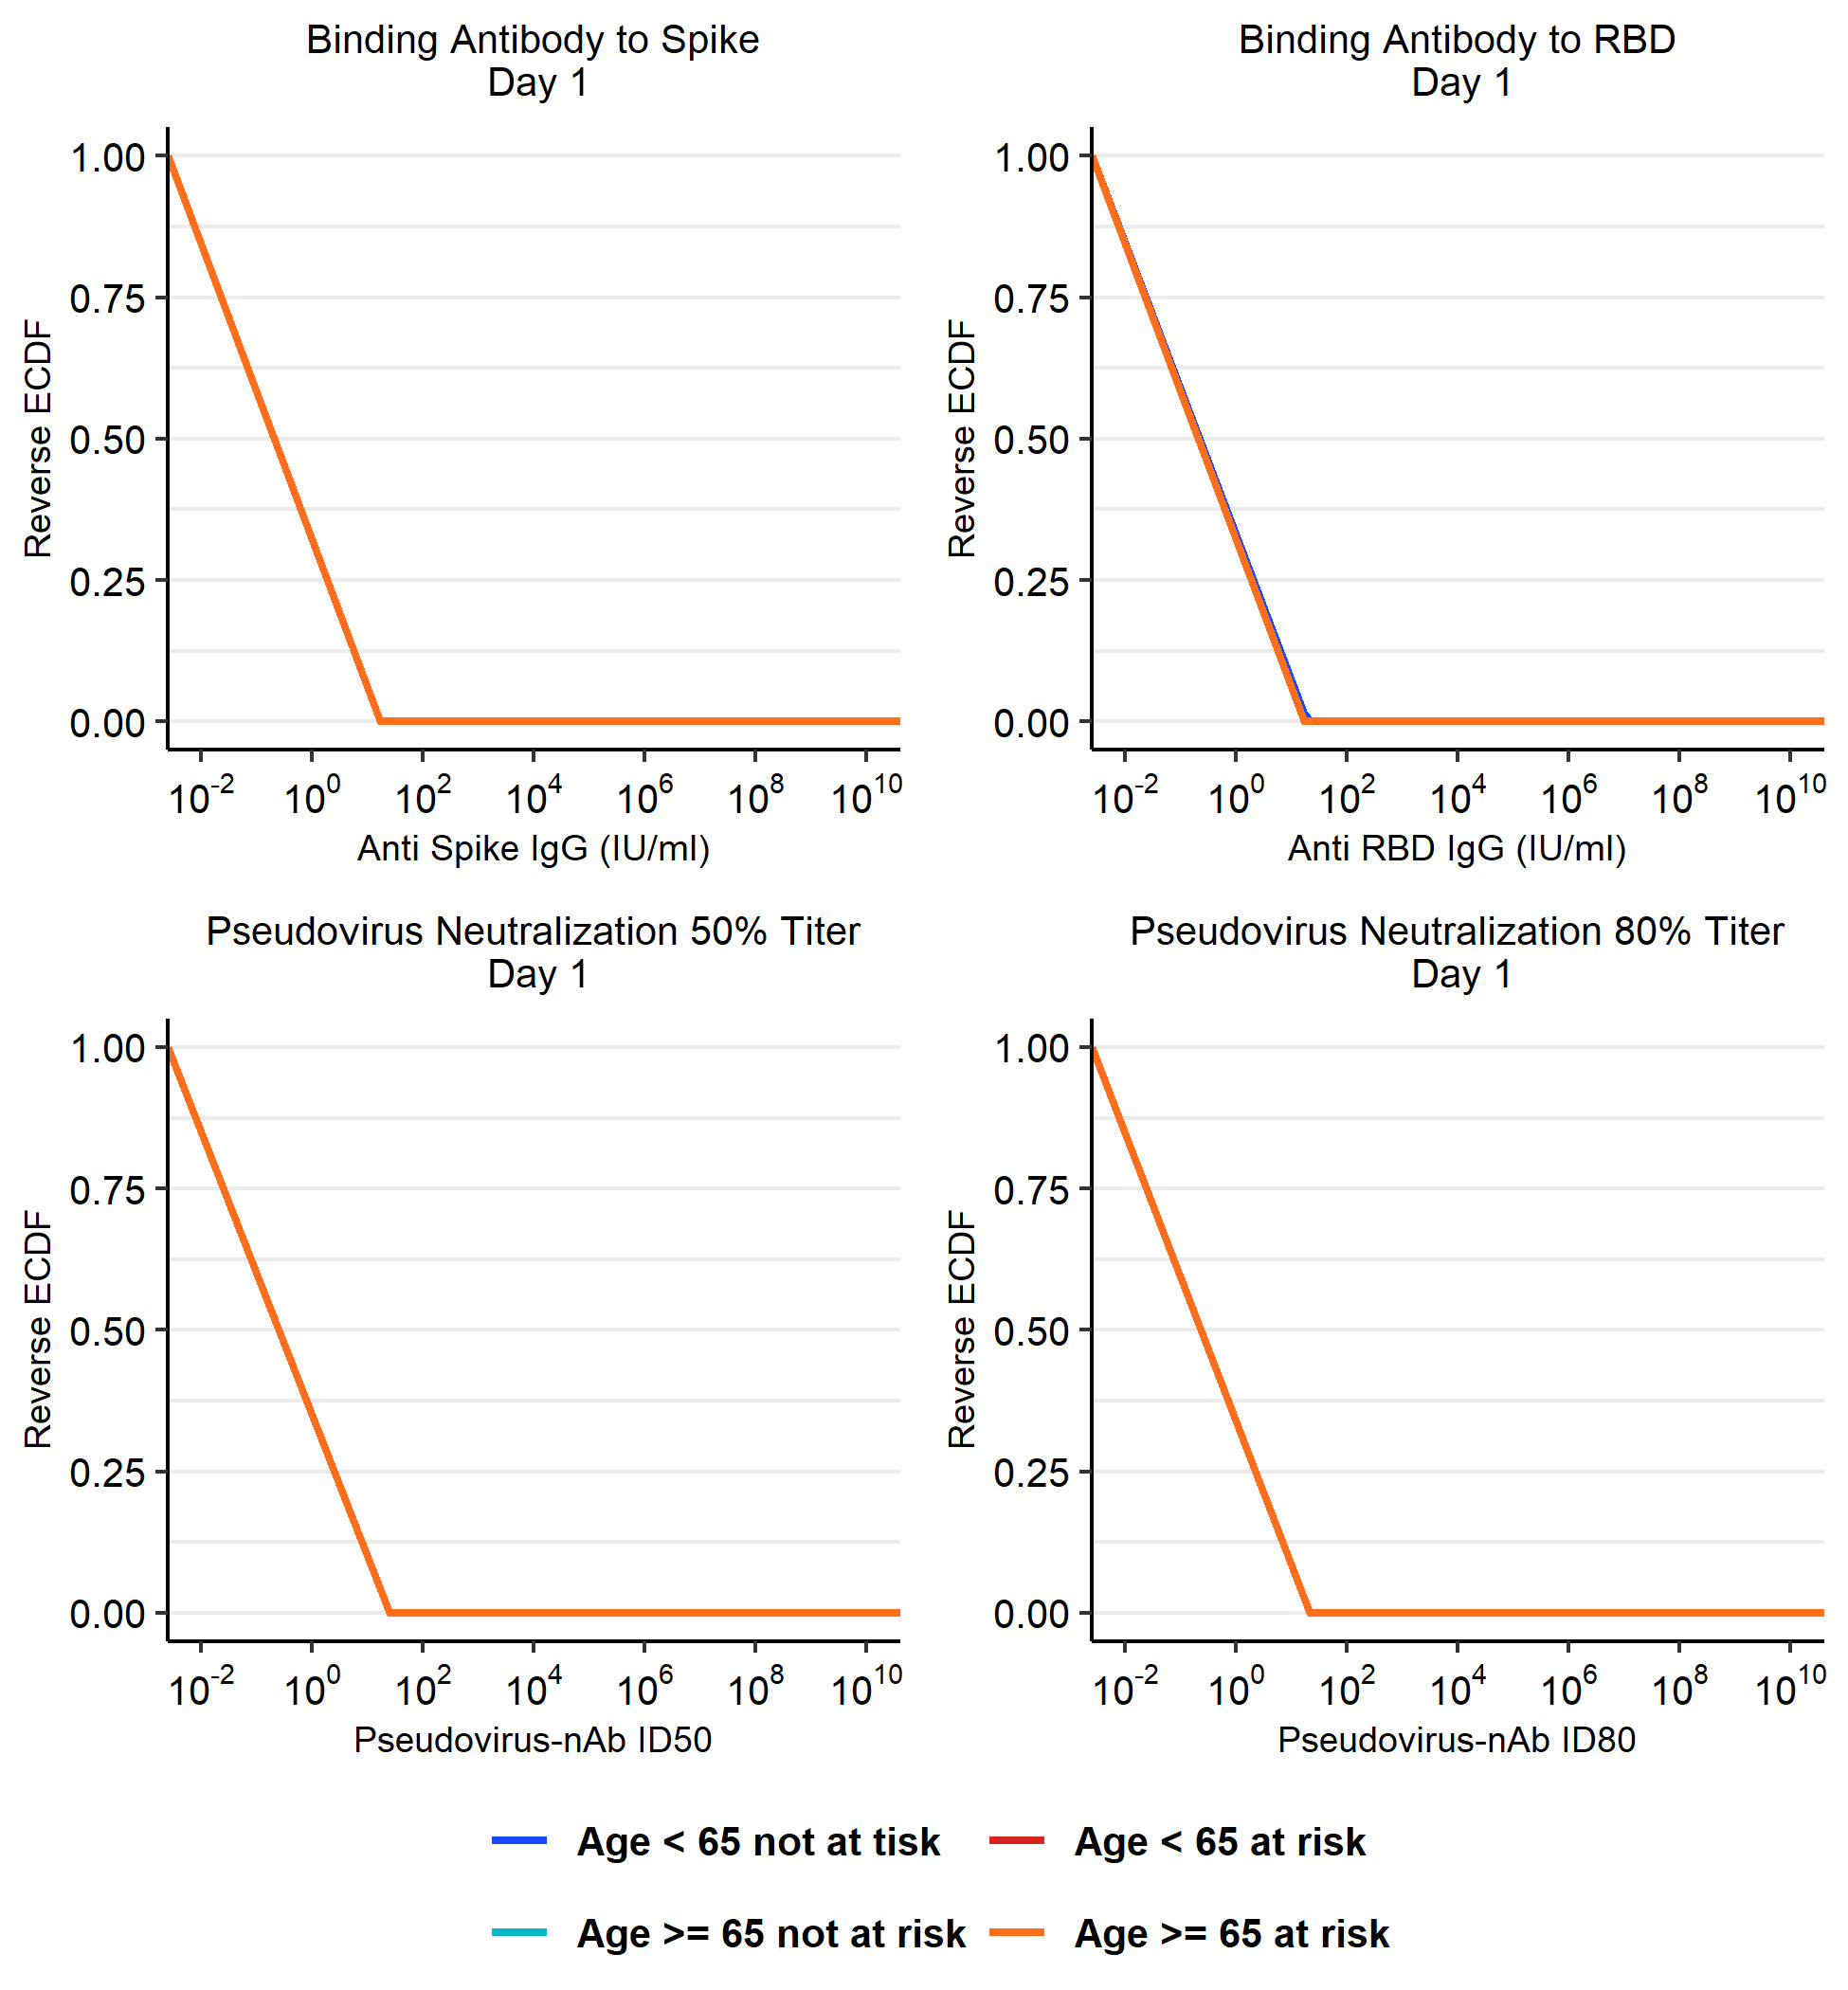 Binding Antibody to Spike
Day 1
1.00
0.75
0.50
0.25
0.00
Reverse ECDF
10-2 100 102 104 106 108 1010
Anti Spike IgG (IU/ml)
Binding Antibody to RBD
Day 1
1.00
0.75
0.50
0.25
0.00
Reverse ECDF
10-2 100 102 104 106 108 1010
Anti RBD IgG (IU/ml)
Pseudovirus Neutralization 50% Titer
Day 1
1.00
0.75
0.50
0.25
0.00
Reverse ECDF
10-2 100 102 104 106 108 1010
Pseudovirus-nAb ID50
Pseudovirus Neutralization 80% Titer
Day 1
1.00
0.75
0.50
0.25
0.00
Reverse ECDF
10-2 100 102 104 106 108 1010
Pseudovirus-nAb ID80
Age < 65 not at tisk
Age < 65 at risk
Age >= 65 not at risk
Age >= 65 at risk